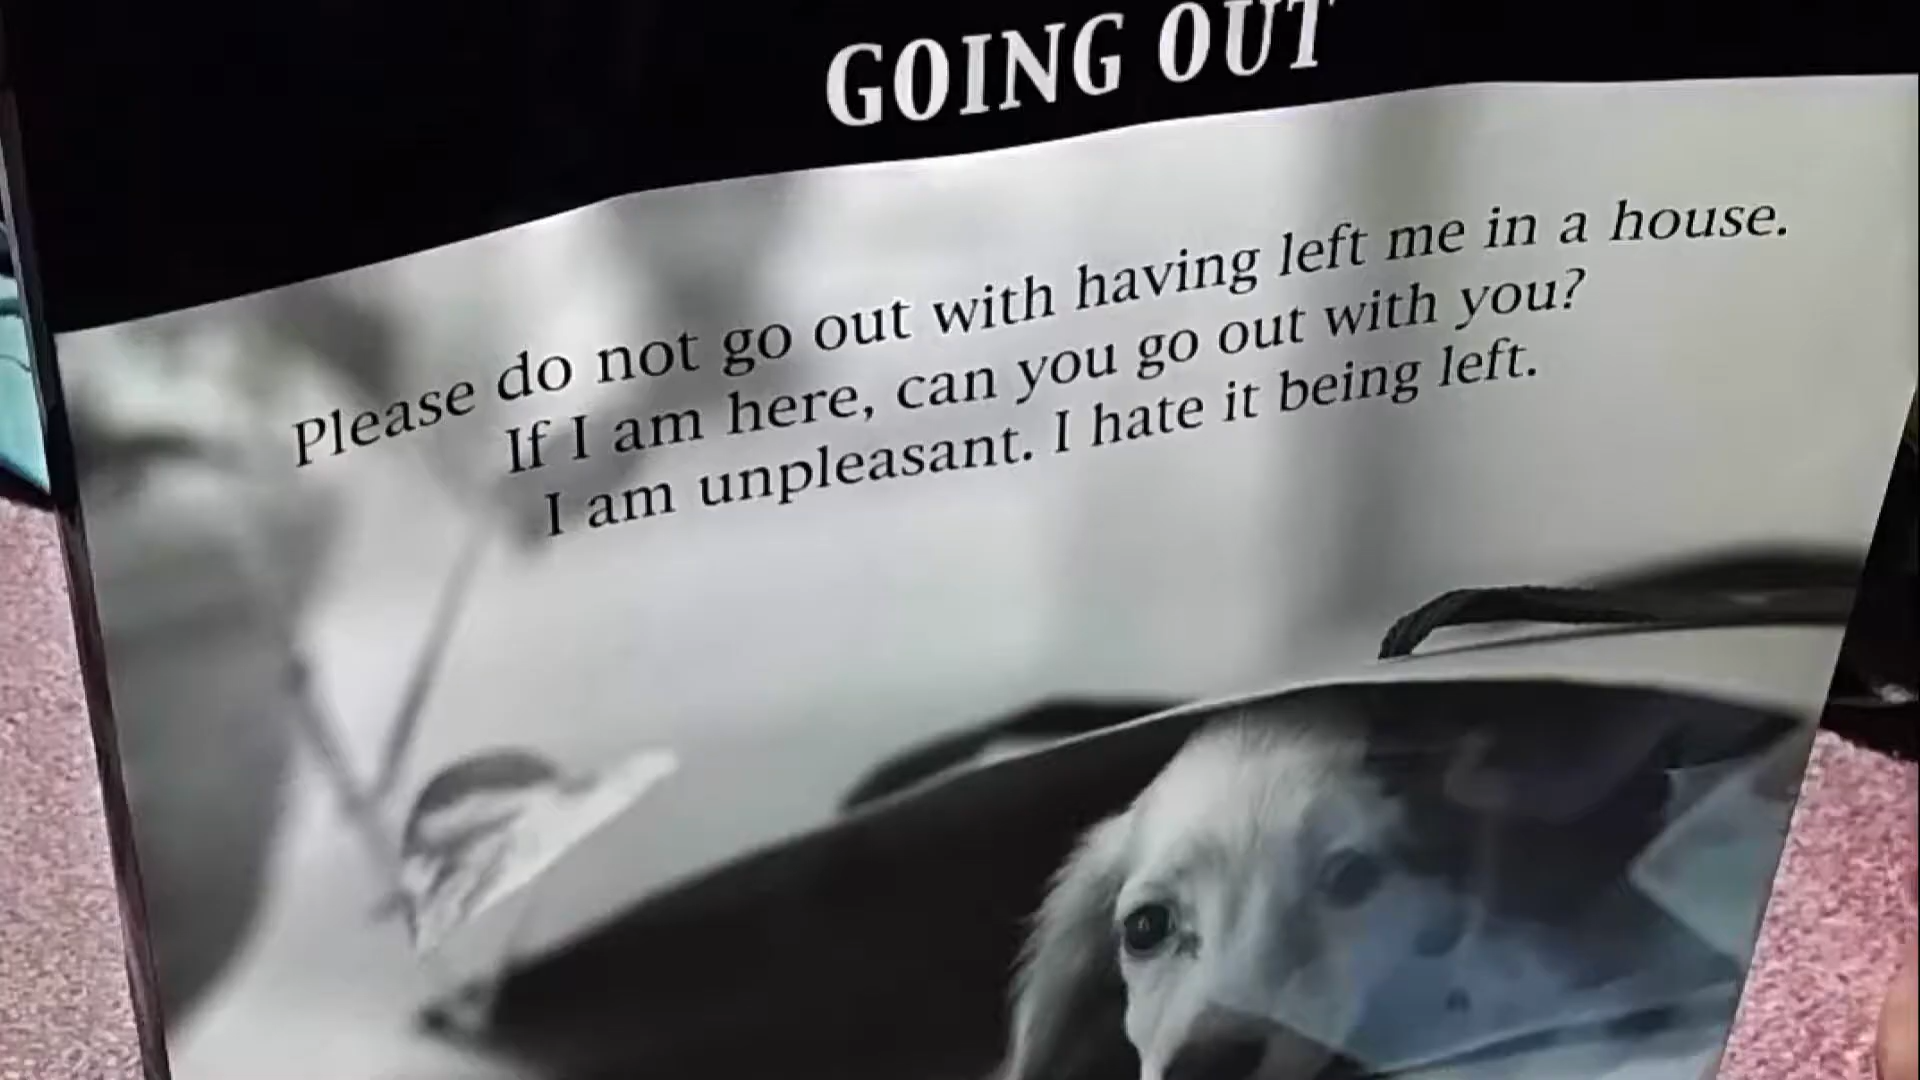 GOING OUT
Please do not go out with having left me in a house.
If I am here, can you go out with you?
I am unpleasant. I hate it being left.